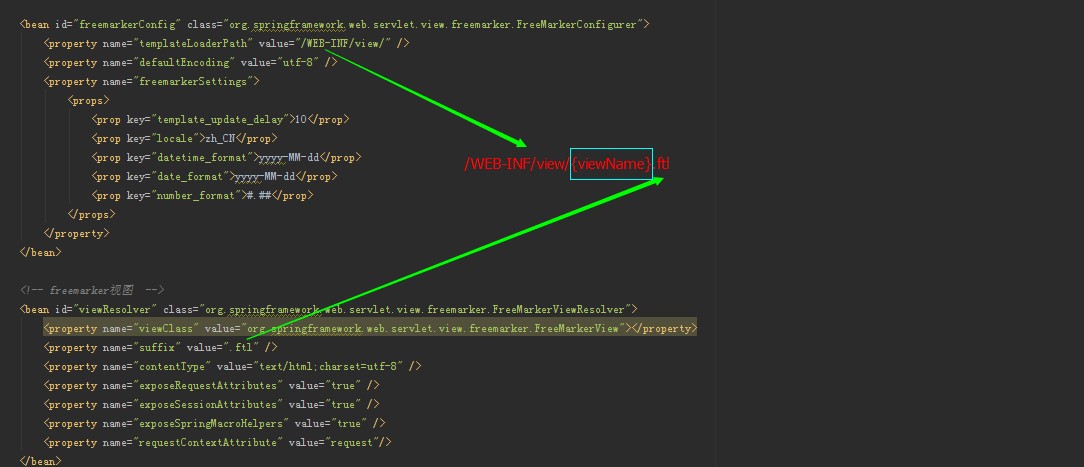 <bean id="freemarkerConfig" class="org.springframework.web.servlet.view.freemarker.FreeMarkerConfigurer">
<property name="templateLoaderPath" value="/WEB-INF/view/" />
<property name="defaultEncoding" value="utf-8" />
<property name="freemarkerSettings">
<props>
<prop key="template_update_delay">10</prop>
<prop key="locale">zh_CN</prop>
<prop key="datetime_format">yyyy-MM-dd</prop>
/WEB-INF/view/{viewName}.ftl
<prop key="date_format">yyyy-MM-dd</prop>
<prop key="number_format">#.##</prop>
</props>
</property>
</bean>
<!-- freemarker视图  -->
<bean id="viewResolver" class="org.springframework.web.servlet.view.freemarker.FreeMarkerViewResolver">
<property name="viewClass" value="org.springframework.web.servlet.view.freemarker.FreeMarkerView"></property>
<property name="suffix" value=".ftl" />
<property name="contentType" value="text/html;charset=utf-8" />
<property name="exposeRequestAttributes" value="true" />
<property name="exposeSessionAttributes" value="true" />
<property name="exposeSpringMacroHelpers" value="true" />
<property name="requestContextAttribute" value="request"/>
</bean>